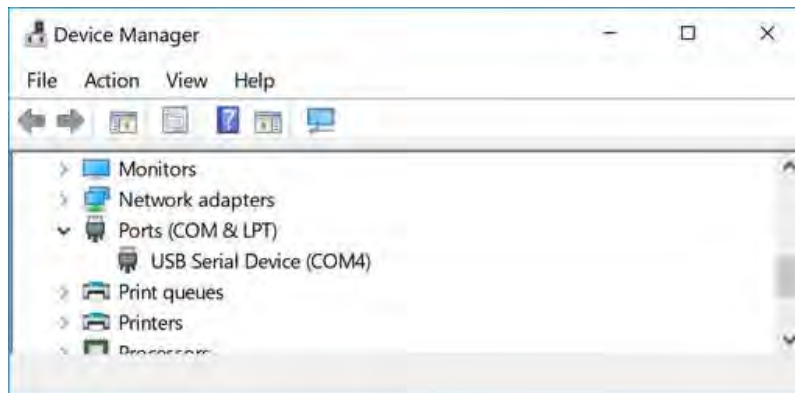 Device Manager
File Action View Help
Monitors
Network adapters
Ports (COM & LPT)
USB Serial Device (COM4)
Print queues
Printers
Processors